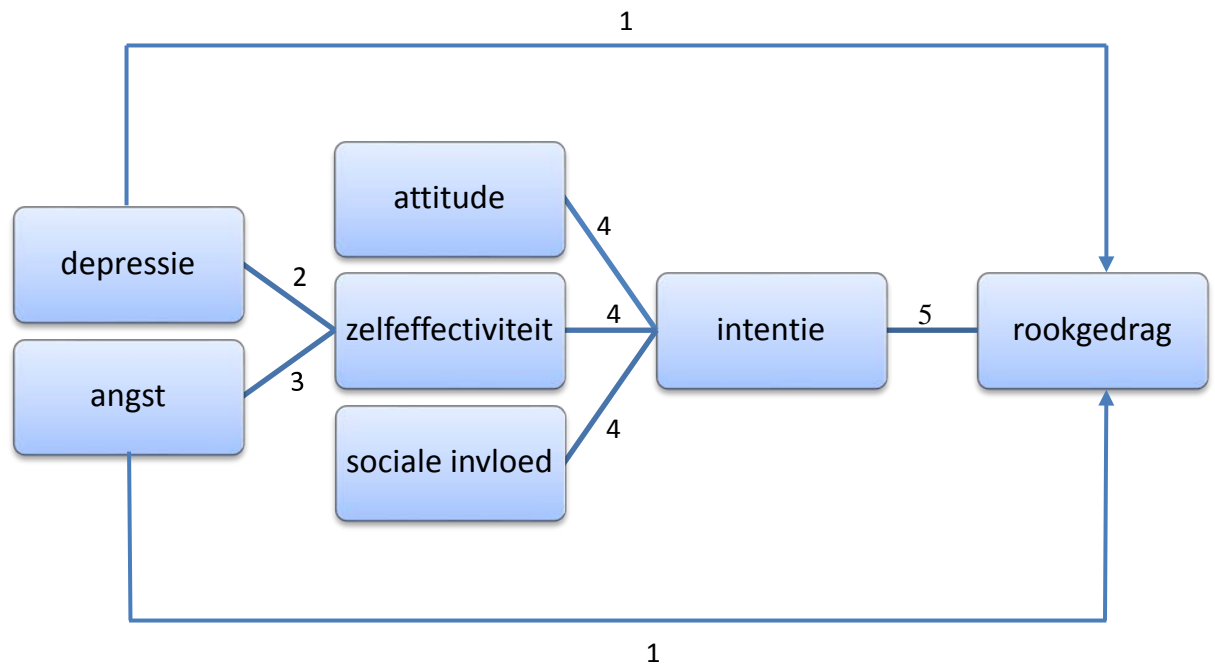 1
attitude
depressie
4
2
zelfeffectiviteit
4
intentie
5
rookgedrag
angst
3
4
sociale invloed
1